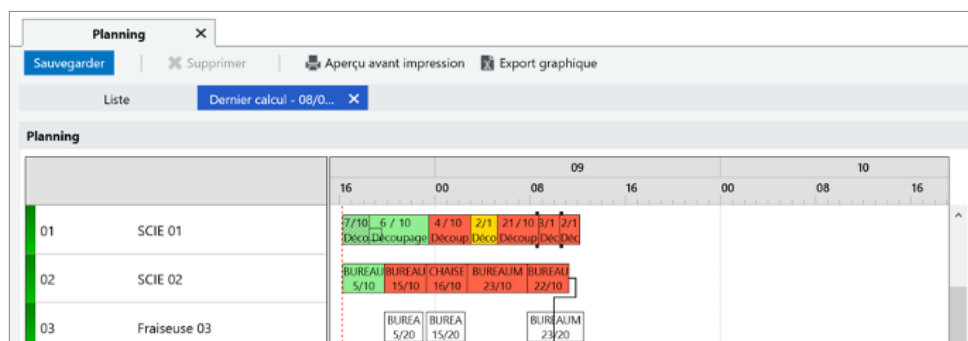 Planning
Sauvegarder Supprimer Aperçu avant impression Export graphique
Liste Dernier calcul - 08/0...
Planning
09 10
16 00 08 16 00 08 16
7/10 6 / 10 4 / 10 2/1 21 / 10 3/1 2/1
01 SCIE 01
Déco Découpage Découp Déco Découp Déc Déc
BUREAU BUREAU CHAISE BUREAUM BUREAU
02 SCIE 02
5/10 15/10 16/10 23/10 22/10
BUREA BUREA BUREAUM
03 Fraiseuse 03
5/20 15/20 23/20